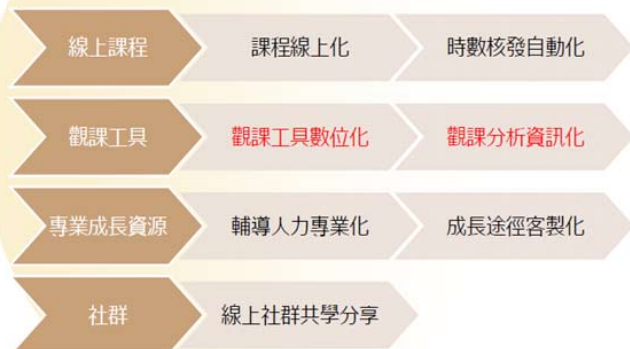 線上課程
課程線上化
時數核發自動化
觀課工具
觀課工具數位化
觀課分析資訊化
專業成長資源
輔導人力專業化
成長途徑客製化
社群
線上社群共學分享